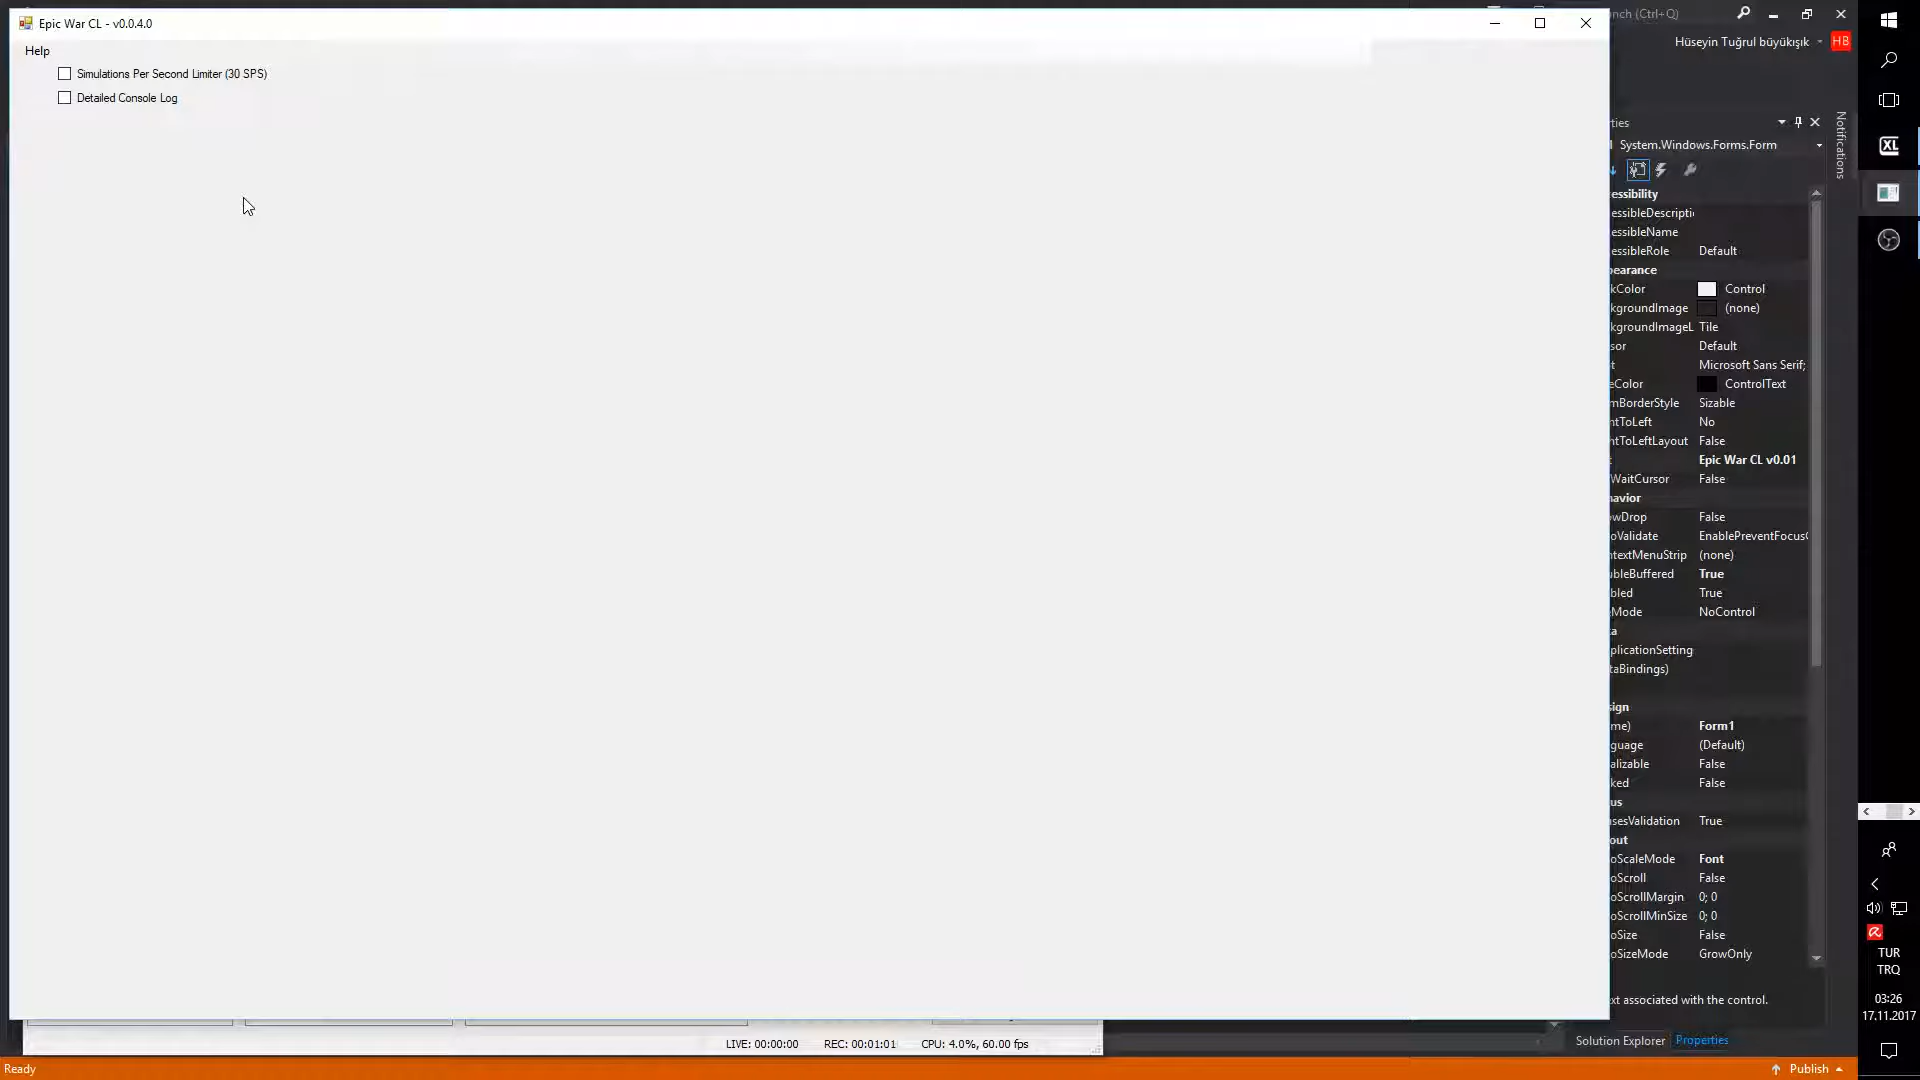 Epic War CL - v0.0.4.0
Help
Simulations Per Second Limiter (30 SPS)
Detailed Console Log
nch (Ctrl+Q)
Hüseyin Tuğrul büyükışık
HB
ties
System.Windows.Forms.Form
essibility
essibleDescripti
essibleName
essibleRole Default
pearance
kColor Control
kgroundImage (none)
kgroundImageL Tile
sor Default
t Microsoft Sans Serif;
eColor ControlText
mBorderStyle Sizable
ntToLeft No
ntToLeftLayout False
t Epic War CL v0.01
WaitCursor False
navior
owDrop False
oValidate EnablePreventFocus
ntextMenuStrip (none)
ubleBuffered True
bled True
Mode NoControl
ta
plicationSetting
taBindings)
sign
me) Form1
guage (Default)
alizable False
ked False
us
usesValidation True
out
oScaleMode Font
oScroll False
oScrollMargin 0; 0
oScrollMinSize 0; 0
oSize False
oSizeMode GrowOnly
xt associated with the control.
Solution Explorer Properties
Notifications
XL
TUR
TRQ
03:26
17.11.2017
LIVE: 00:00:00 REC: 00:01:01 CPU: 4.0%, 60.00 fps
Ready
Publish